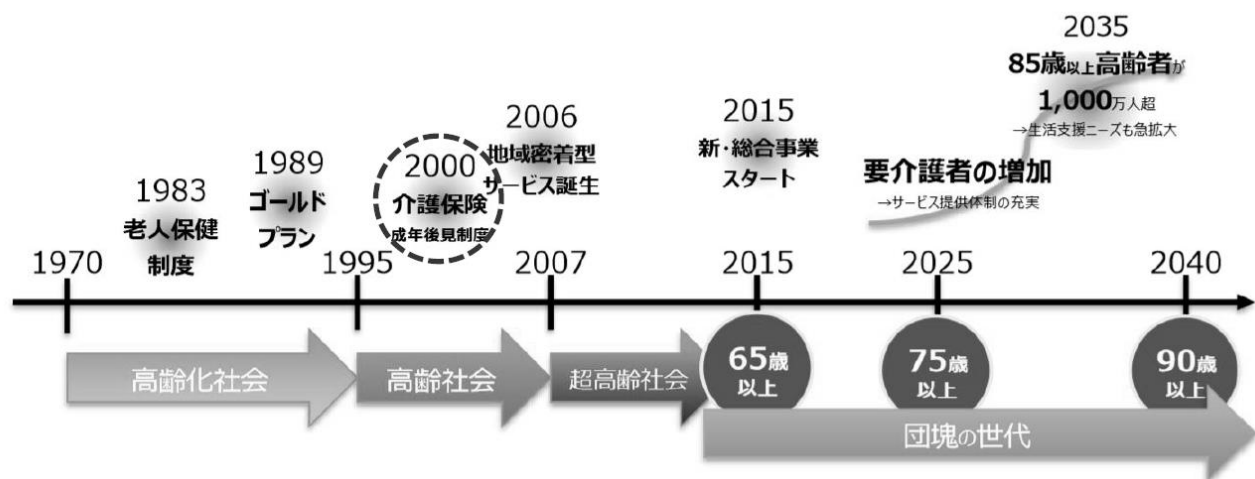 1983
老人保健
制度
1989
ゴールド
プラン
2000
介護保険
成年後見制度
2006
地域密着型
サービス誕生
2015
新・総合事業
スタート
要介護者の増加
→サービス提供体制の充実
2035
85歳以上高齢者が
1,000万人超
→生活支援ニーズも急拡大
1970
1995
2007
2015
2025
2040
高齢化社会
高齢社会
超高齢社会
65歳
以上
75歳
以上
90歳
以上
団塊の世代